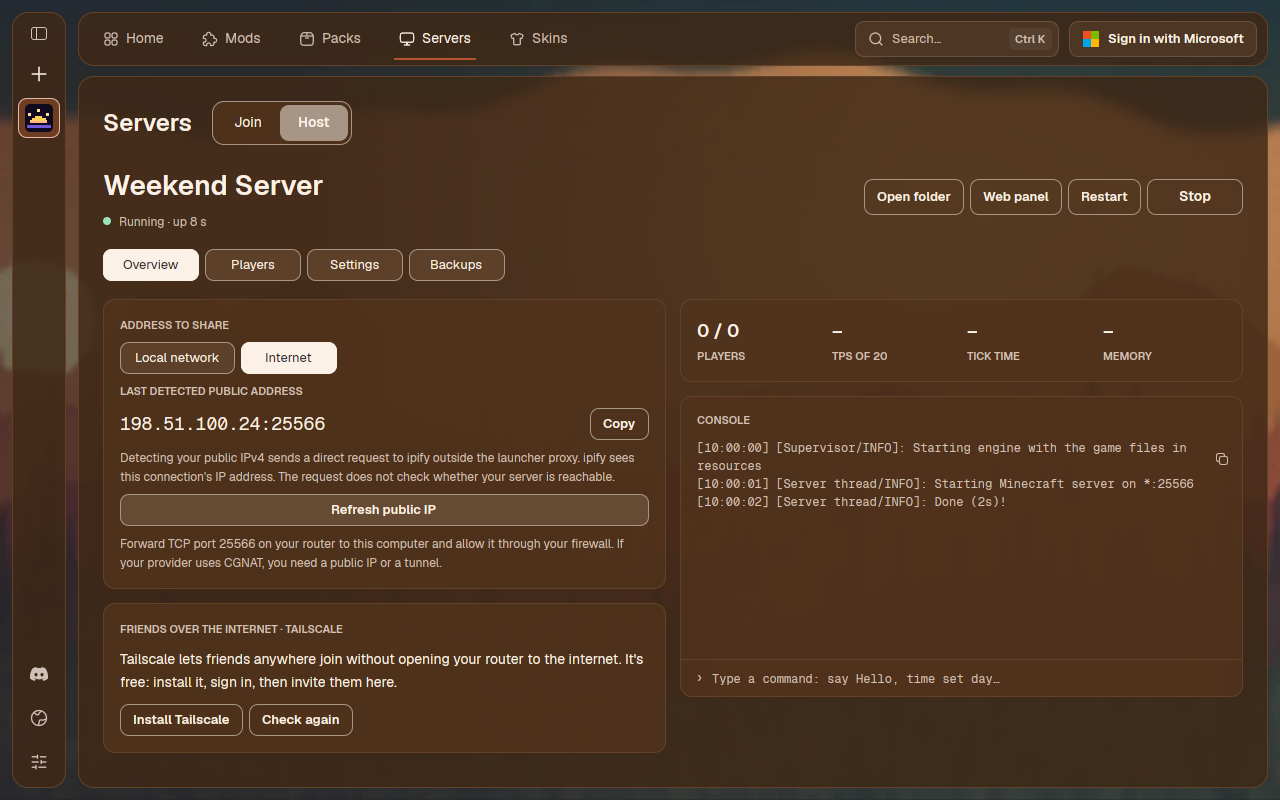 Home
Mods
Packs
Servers
Skins
Search...
Ctrl K
Sign in with Microsoft
Servers
Join
Host
Weekend Server
Running · up 8 s
Open folder
Web panel
Restart
Stop
Overview
Players
Settings
Backups
ADDRESS TO SHARE
Local network
Internet
LAST DETECTED PUBLIC ADDRESS
198.51.100.24:25566
Copy
Detecting your public IPv4 sends a direct request to ipify outside the launcher proxy. ipify sees
this connection's IP address. The request does not check whether your server is reachable.
Refresh public IP
Forward TCP port 25566 on your router to this computer and allow it through your firewall. If
your provider uses CGNAT, you need a public IP or a tunnel.
FRIENDS OVER THE INTERNET · TAILSCALE
Tailscale lets friends anywhere join without opening your router to the internet. It's
free: install it, sign in, then invite them here.
Install Tailscale
Check again
0 / 0
PLAYERS
–
TPS OF 20
–
TICK TIME
–
MEMORY
CONSOLE
[10:00:00] [Supervisor/INFO]: Starting engine with the game files in
resources
[10:00:01] [Server thread/INFO]: Starting Minecraft server on *:25566
[10:00:02] [Server thread/INFO]: Done (2s)!
› Type a command: say Hello, time set day…